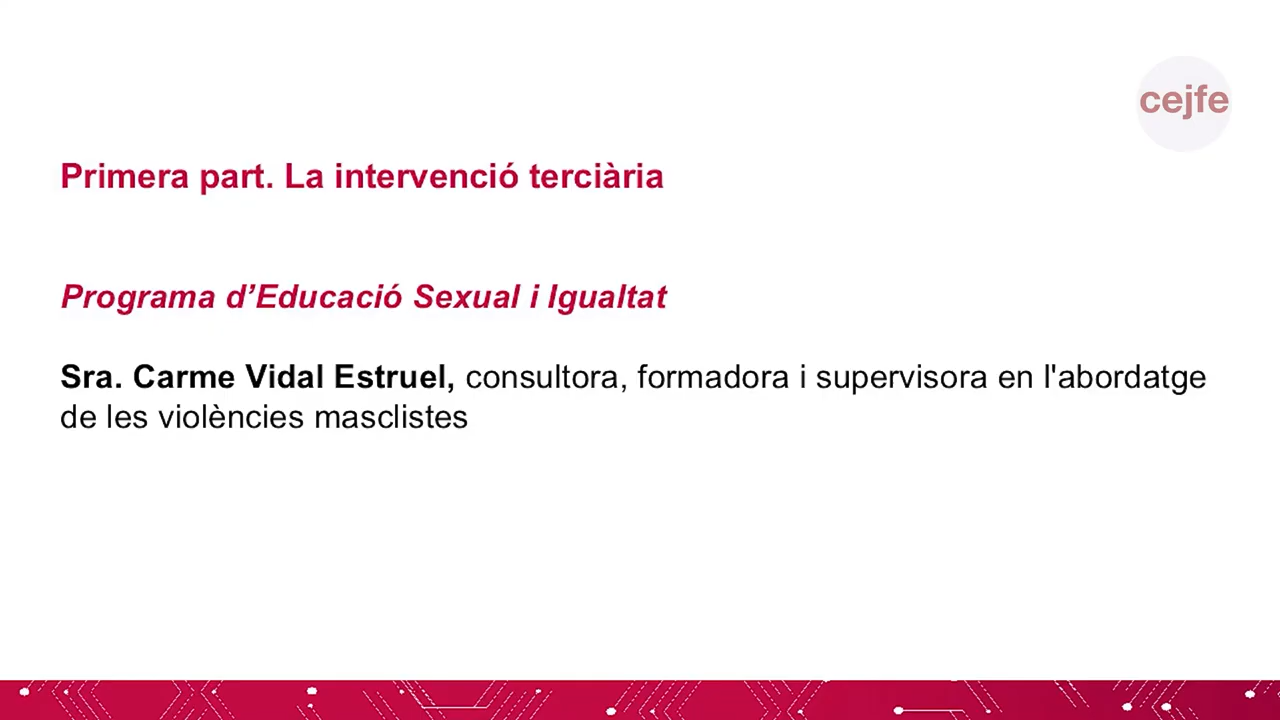 cejfe
Primera part. La intervenció terciària
Programa d’Educació Sexual i Igualtat
Sra. Carme Vidal Estruel, consultora, formadora i supervisora en l'abordatge
de les violències masclistes